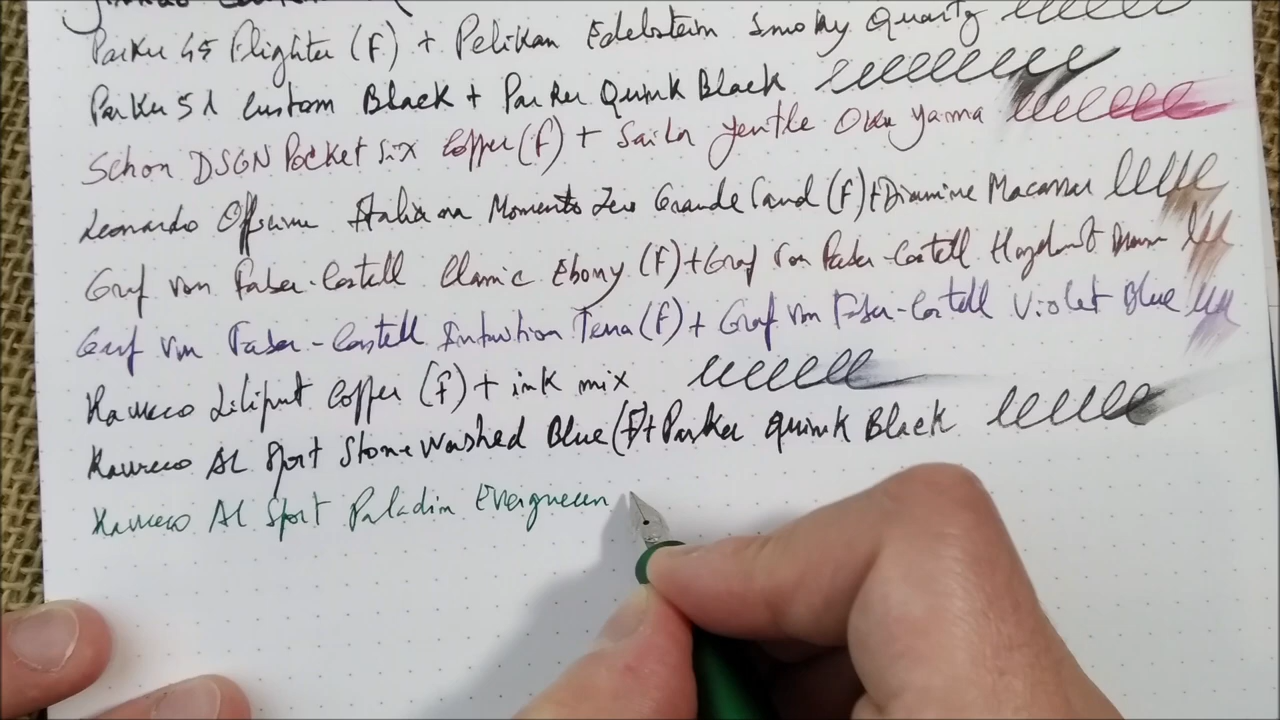 Parker 45 Flighter (F) + Pelikan Edelstein Smoky Quartz
Parker 51 Custom Black + Parker Quink Black
Schon DSGN Pocket Six Copper (F) + Sailor Jentle Oku Yama
Leonardo Officina Italiana Momento Zero Grande Cand (F) + Diamine Macassar
Graf von Faber-Castell Classic Ebony (F) + Graf von Faber-Castell Hazelnut Brown
Graf von Faber-Castell Intuition Terra (F) + Graf von Faber-Castell Violet Blue
Kaweco Liliput Copper (F) + ink mix
Kaweco AL Sport Stonewashed Blue (F) + Parker Quink Black
Kaweco AL Sport Paladin Evergreen